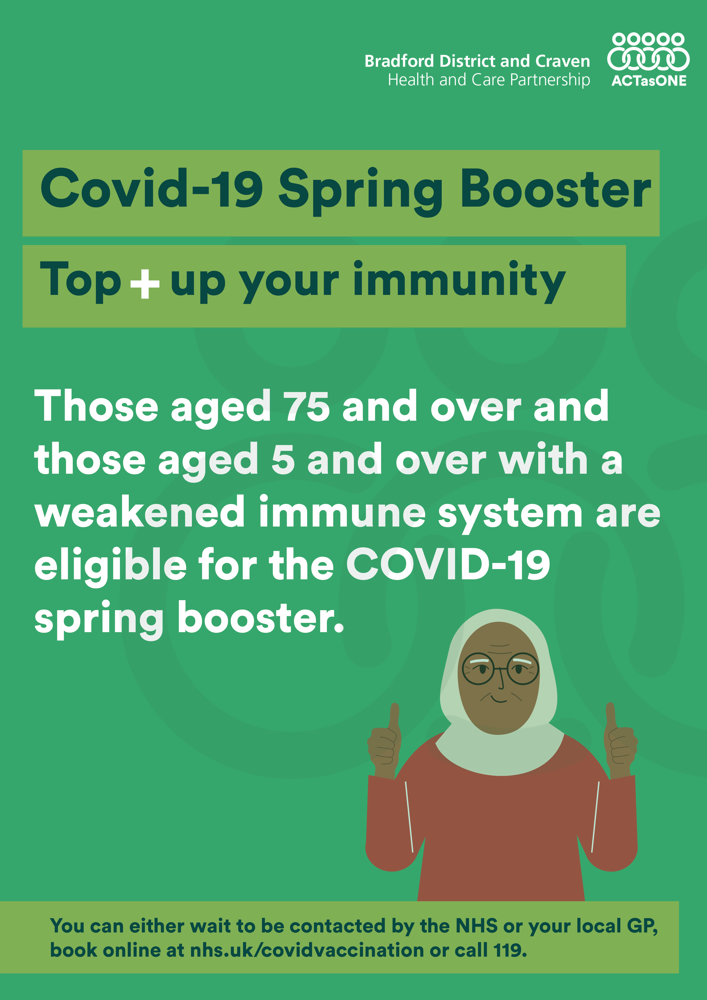 Bradford District and Craven
Health and Care Partnership
ACTasONE
Covid-19 Spring Booster
Top + up your immunity
Those aged 75 and over and
those aged 5 and over with a
weakened immune system are
eligible for the COVID-19
spring booster.
You can either wait to be contacted by the NHS or your local GP,
book online at nhs.uk/covidvaccination or call 119.